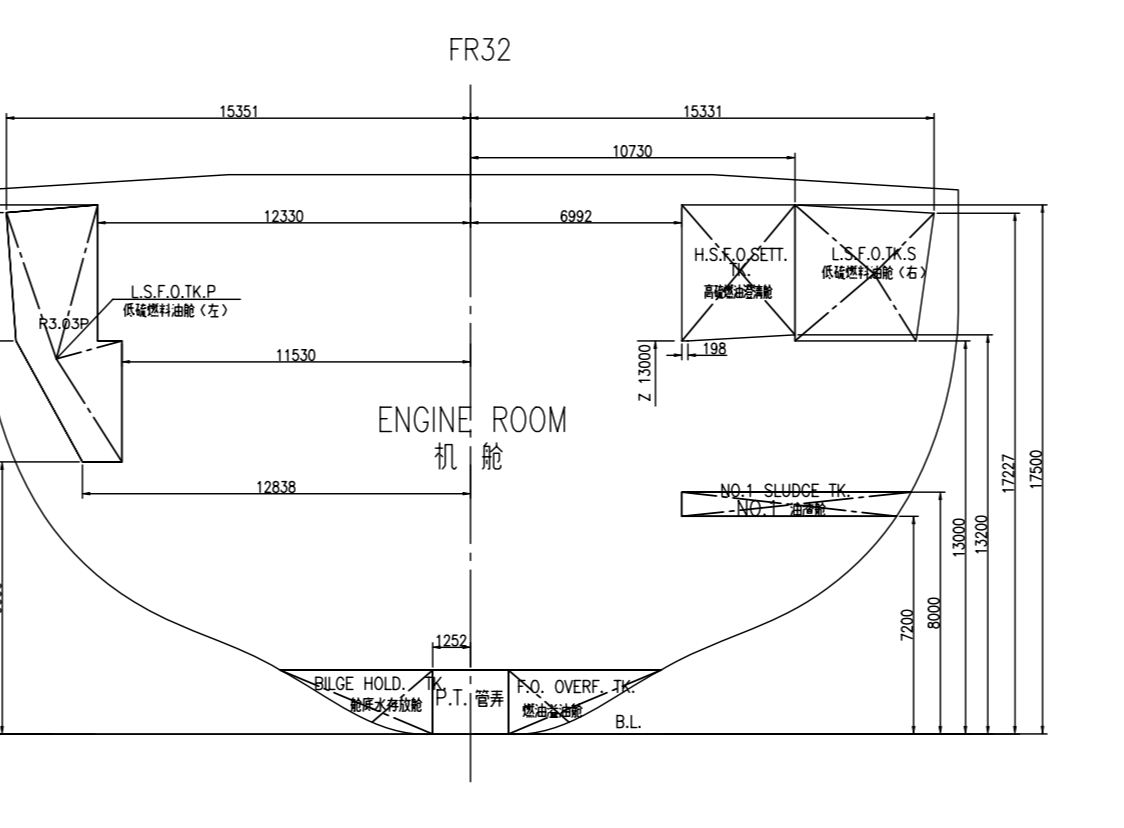 FR32
15351
15331
10730
12330
6992
H.S.F.O.SETT.
TK.
高硫燃油澄清舱
L.S.F.O.TK.S
低硫燃料油舱（右）
L.S.F.O.TK.P
低硫燃料油舱（左）
R3.03P
11530
198
Z 13000
ENGINE ROOM
机 舱
17227
17500
12838
NO.1 SLUDGE TK.
NO.1 油渣舱
13000
13200
7200
8000
1252
BILGE HOLD. TK.
舱底水存放舱
P.T. 管弄
F.O. OVERF. TK.
燃油溢油舱
B.L.